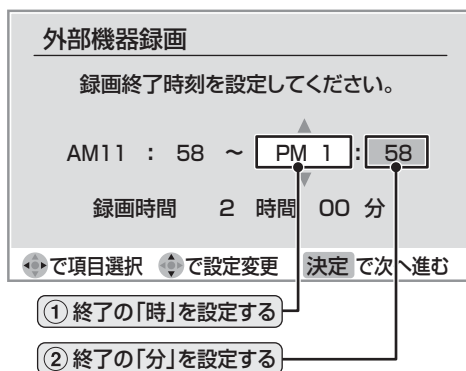 外部機器録画
録画終了時刻を設定してください。
AM11 : 58 ~ PM 1 : 58
録画時間 2 時間 00 分
で項目選択 で設定変更 決定 で次へ進む
① 終了の「時」を設定する
② 終了の「分」を設定する